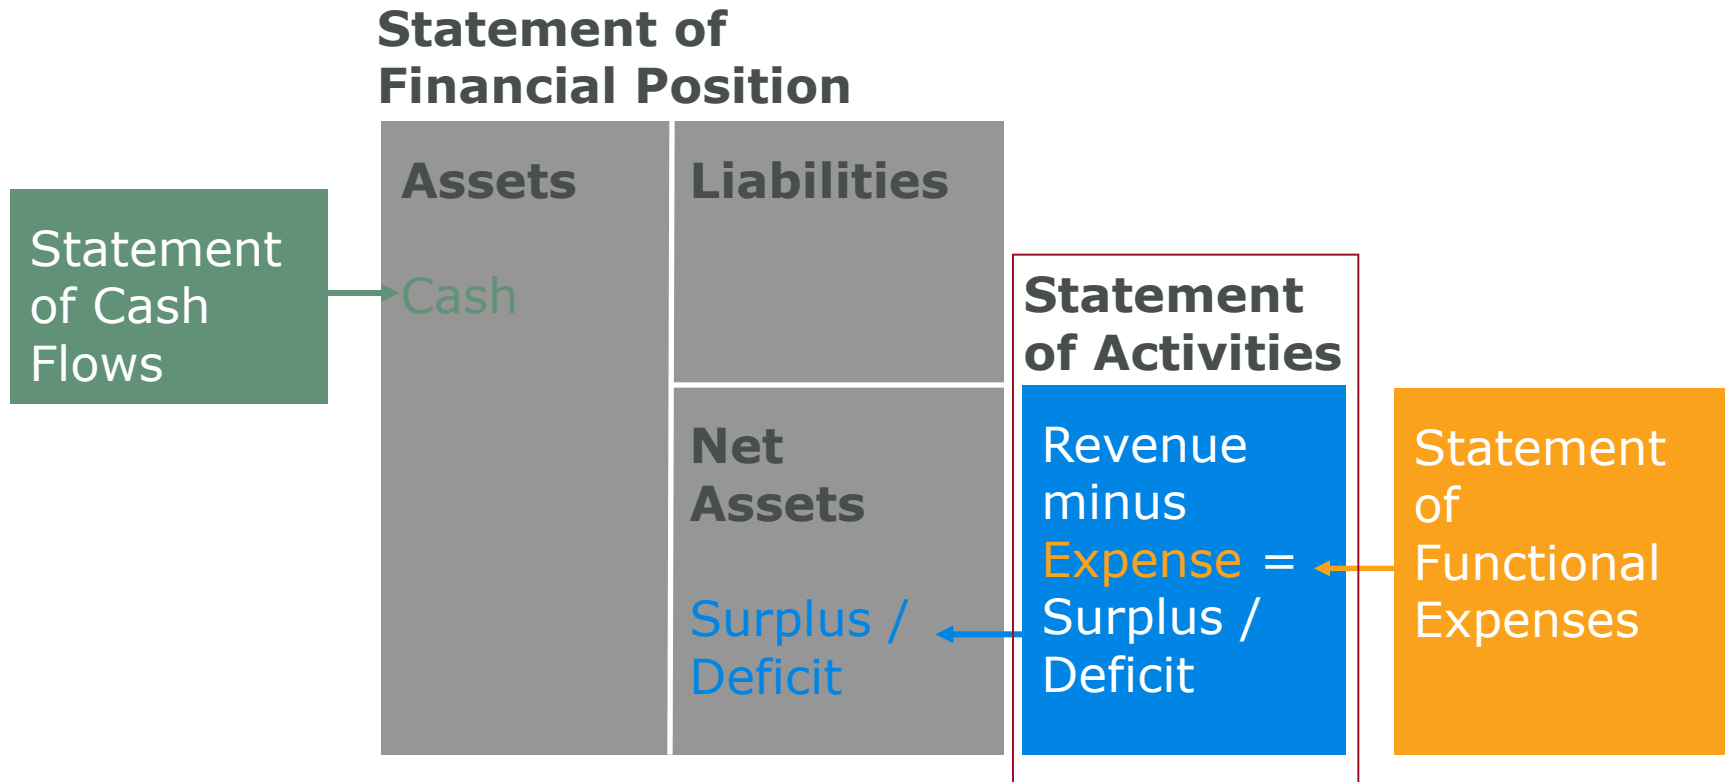 Statement of
Financial Position
Assets
Cash
Liabilities
Net
Assets
Surplus /
Deficit
Statement
of Cash
Flows
Statement
of Activities
Revenue
minus
Expense =
Surplus /
Deficit
Statement
of
Functional
Expenses